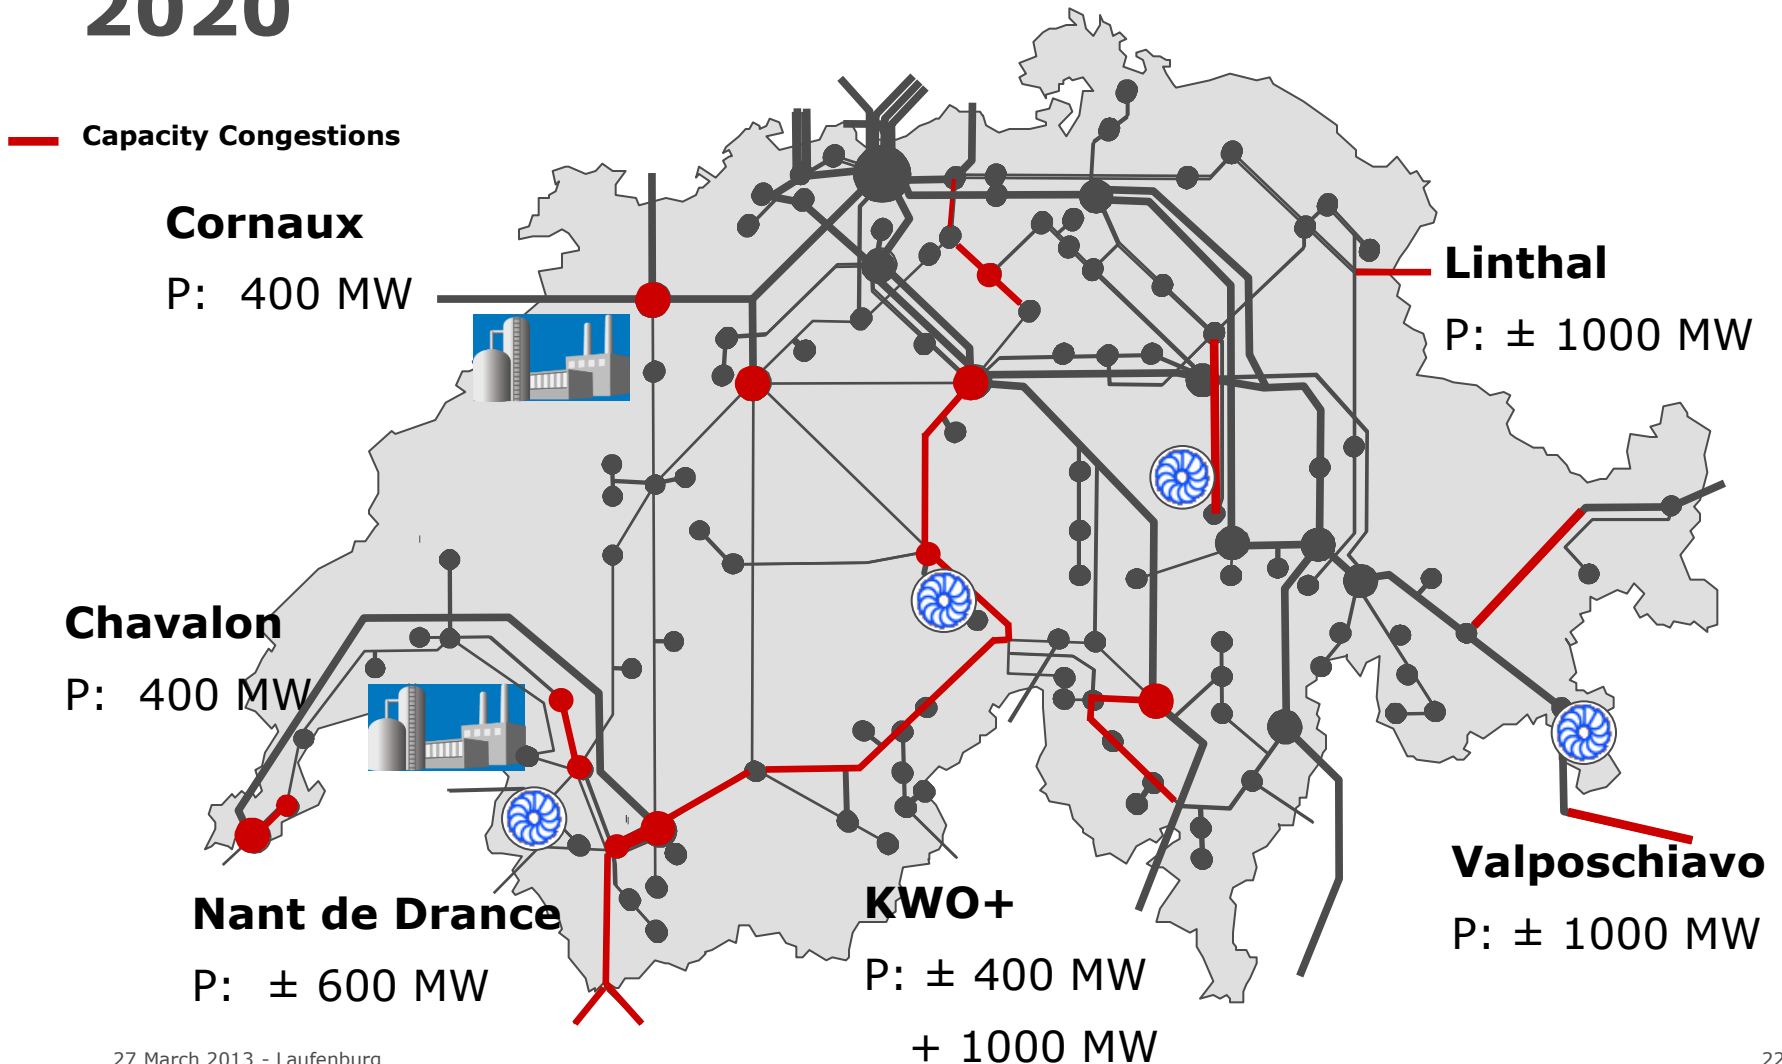 2020
Capacity Congestions
Cornaux
P: 400 MW
Linthal
P: ± 1000 MW
Chavalon
P: 400 MW
Nant de Drance
P: ± 600 MW
KWO+
P: ± 400 MW
+ 1000 MW
Valposchiavo
P: ± 1000 MW
27 March 2013 - Laufenburg
22